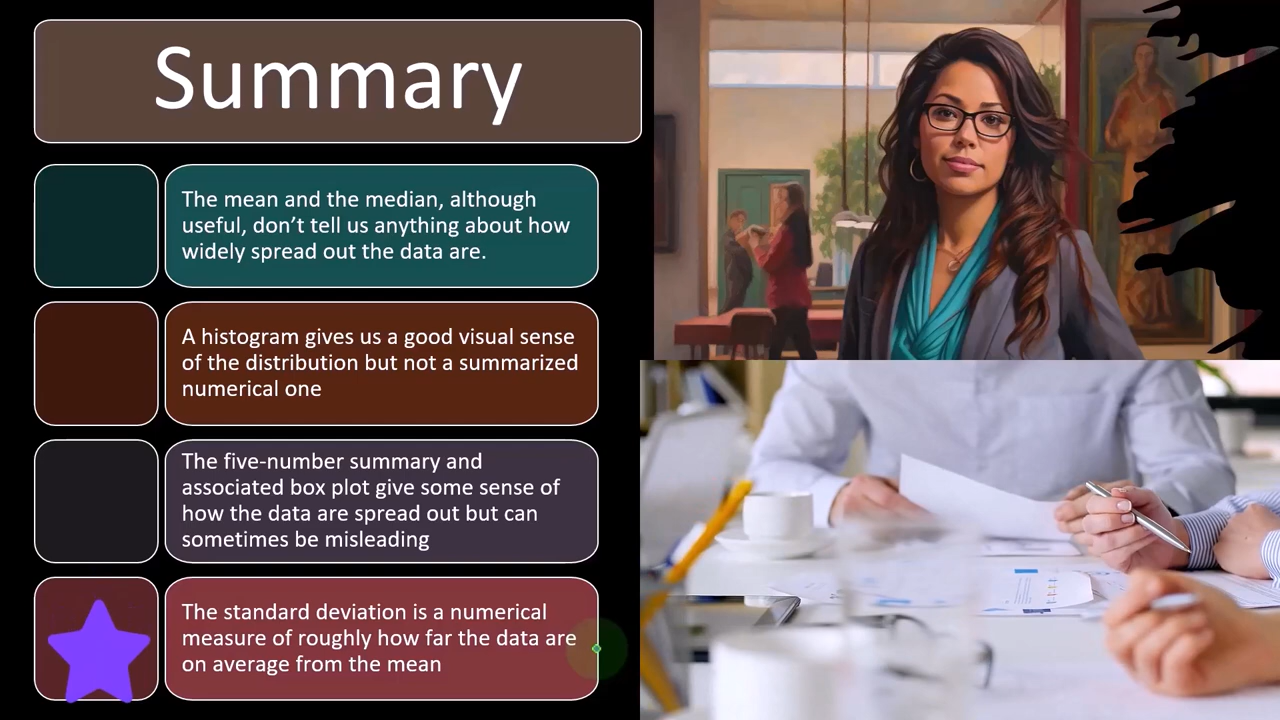 Summary
The mean and the median, although
useful, don’t tell us anything about how
widely spread out the data are.
A histogram gives us a good visual sense
of the distribution but not a summarized
numerical one
The five-number summary and
associated box plot give some sense of
how the data are spread out but can
sometimes be misleading
The standard deviation is a numerical
measure of roughly how far the data are
on average from the mean